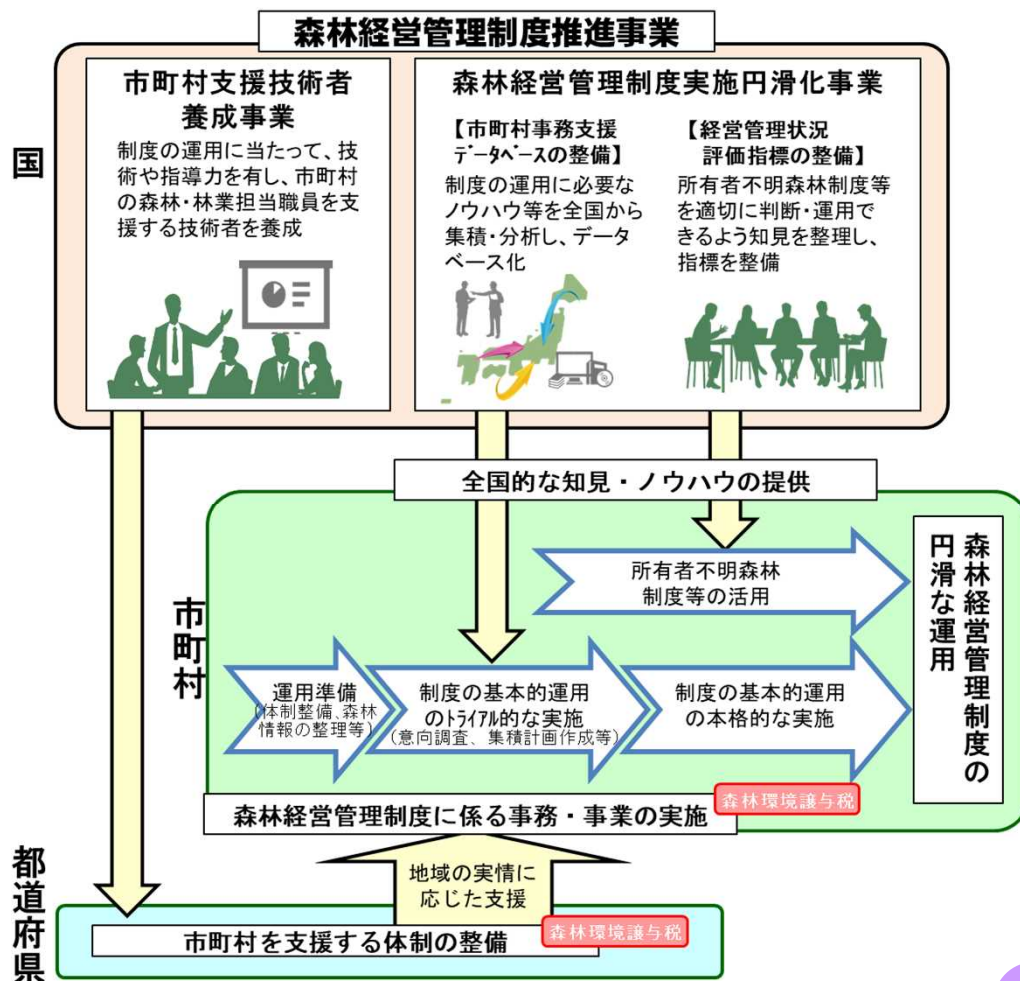 森林経営管理制度推進事業
国
市町村支援技術者
養成事業
制度の運用に当たって、技
術や指導力を有し、市町村
の森林・林業担当職員を支
援する技術者を養成
森林経営管理制度実施円滑化事業
【市町村事務支援
データベースの整備】
制度の運用に必要な
ノウハウ等を全国から
集積・分析し、データ
ベース化
【経営管理状況
評価指標の整備】
所有者不明森林制度等
を適切に判断・運用で
きるよう知見を整理し、
指標を整備
全国的な知見・ノウハウの提供
市町村
所有者不明森林
制度等の活用
運用準備
(体制整備、森林
情報の整理等)
制度の基本的運用
のトライアル的な実施
(意向調査、集積計画作成等)
制度の基本的運用
の本格的な実施
森林経営管理制度の
円滑な運用
森林環境譲与税
森林経営管理制度に係る事務・事業の実施
地域の実情に
応じた支援
都道府県
森林環境譲与税
市町村を支援する体制の整備